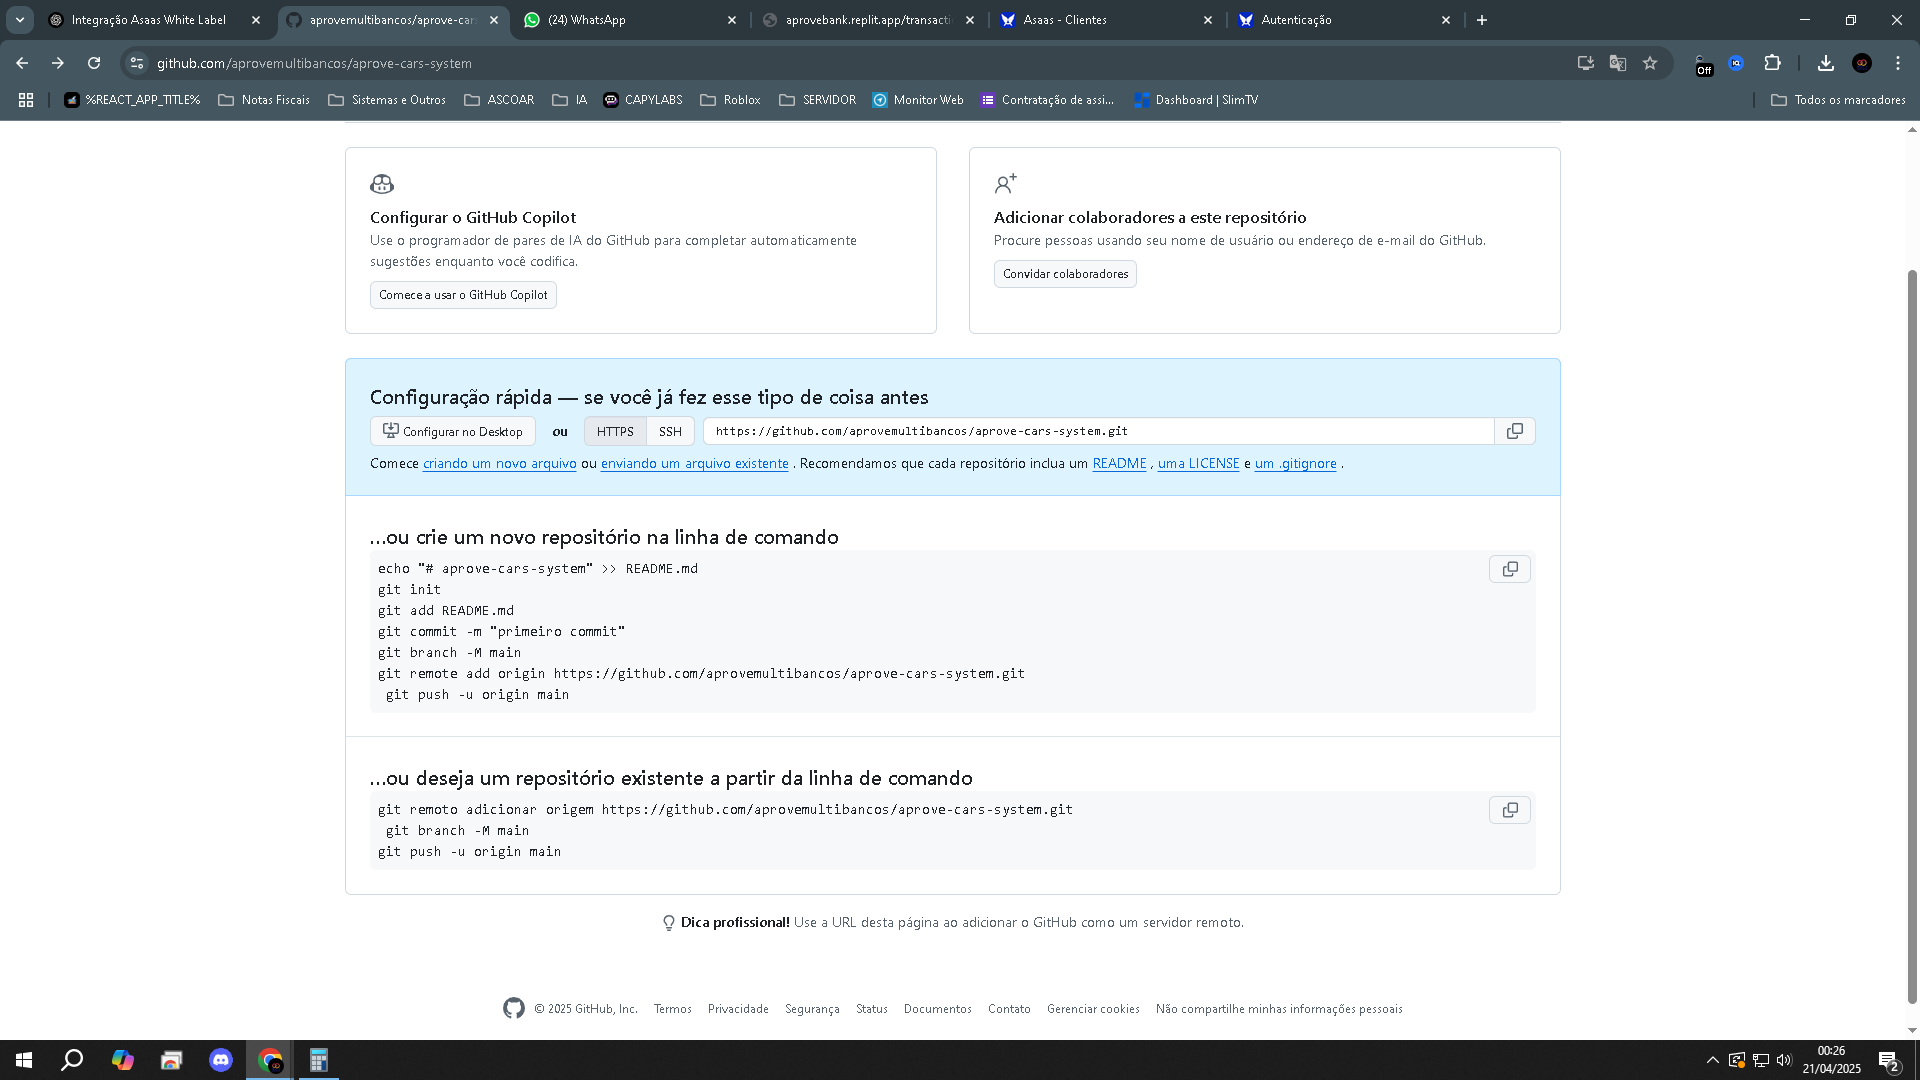 Integração Asaas White Label
aprovemultibancos/aprove-cars
(24) WhatsApp
aprovebank.replit.app/transacti
Asaas - Clientes
Autenticação
github.com/aprovemultibancos/aprove-cars-system
Off
%REACT_APP_TITLE%
Notas Fiscais
Sistemas e Outros
ASCOAR
IA
CAPYLABS
Roblox
SERVIDOR
Monitor Web
Contratação de assi...
Dashboard | SlimTV
Todos os marcadores
Configurar o GitHub Copilot
Use o programador de pares de IA do GitHub para completar automaticamente
sugestões enquanto você codifica.
Comece a usar o GitHub Copilot
Adicionar colaboradores a este repositório
Procure pessoas usando seu nome de usuário ou endereço de e-mail do GitHub.
Convidar colaboradores
Configuração rápida — se você já fez esse tipo de coisa antes
Configurar no Desktop ou HTTPS SSH https://github.com/aprovemultibancos/aprove-cars-system.git
Comece criando um novo arquivo ou enviando um arquivo existente . Recomendamos que cada repositório inclua um README , uma LICENSE e um .gitignore .
...ou crie um novo repositório na linha de comando
echo "# aprove-cars-system" >> README.md
git init
git add README.md
git commit -m "primeiro commit"
git branch -M main
git remote add origin https://github.com/aprovemultibancos/aprove-cars-system.git
git push -u origin main
...ou deseja um repositório existente a partir da linha de comando
git remoto adicionar origem https://github.com/aprovemultibancos/aprove-cars-system.git
git branch -M main
git push -u origin main
Dica profissional! Use a URL desta página ao adicionar o GitHub como um servidor remoto.
© 2025 GitHub, Inc. Termos Privacidade Segurança Status Documentos Contato Gerenciar cookies Não compartilhe minhas informações pessoais
00:26
21/04/2025
2